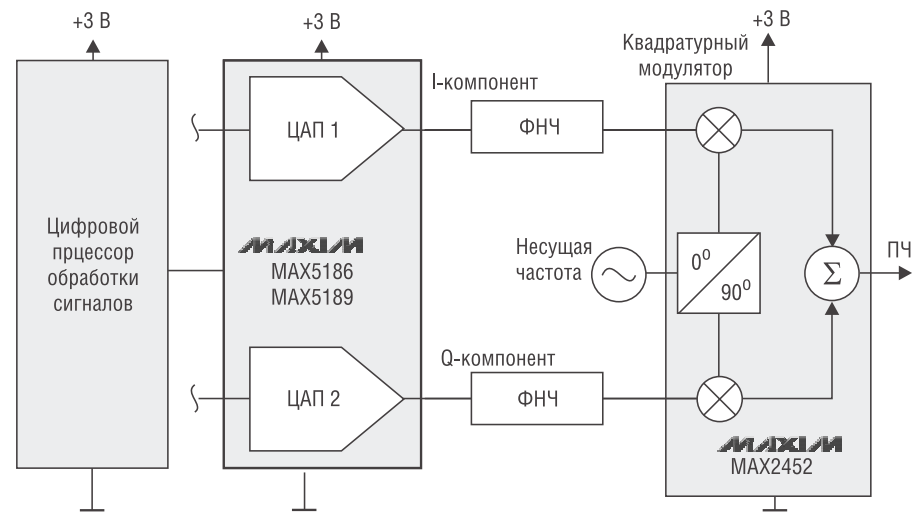 +3 В
+3 В
+3 В
Квадратурный
модулятор
I-компонент
ЦАП 1
ФНЧ
Цифровой
прцессор
обработки
сигналов
MAXIM
MAX5186
MAX5189
Несущая
частота
0⁰
90⁰
Σ
ПЧ
Q-компонент
ЦАП 2
ФНЧ
MAXIM
MAX2452